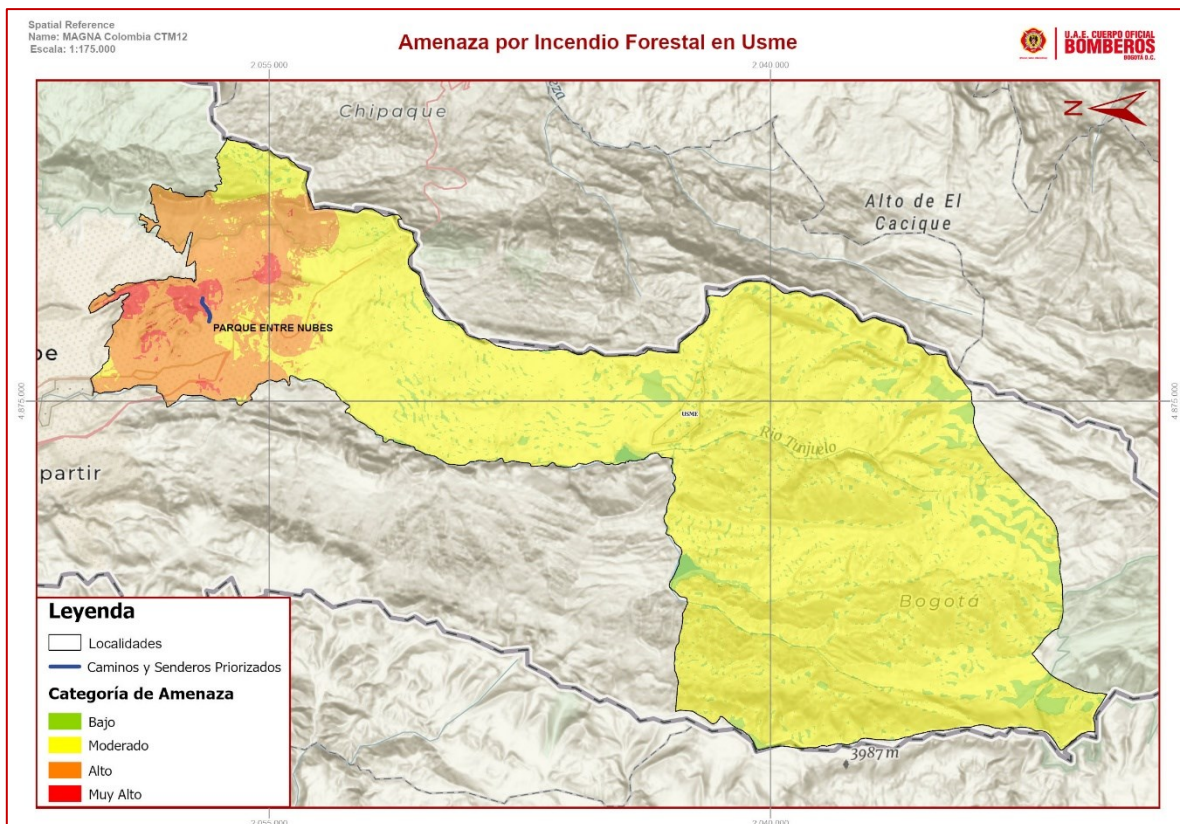 Spatial Reference
Name: MAGNA Colombia CTM12
Escala: 1:175.000
Amenaza por Incendio Forestal en Usme
U.A.E. CUERPO OFICIAL
BOMBEROS
BOGOTÁ D.C.
2.055.000
2.040.000
Chipaque
N
Alto de El
Cacique
PARQUE ENTRE NUBES
be
4.875.000
4.875.000
USME
Río Tunjuelo
partir
Bogotá
3987 m
Leyenda
Localidades
Caminos y Senderos Priorizados
Categoría de Amenaza
Bajo
Moderado
Alto
Muy Alto
2.055.000
2.040.000